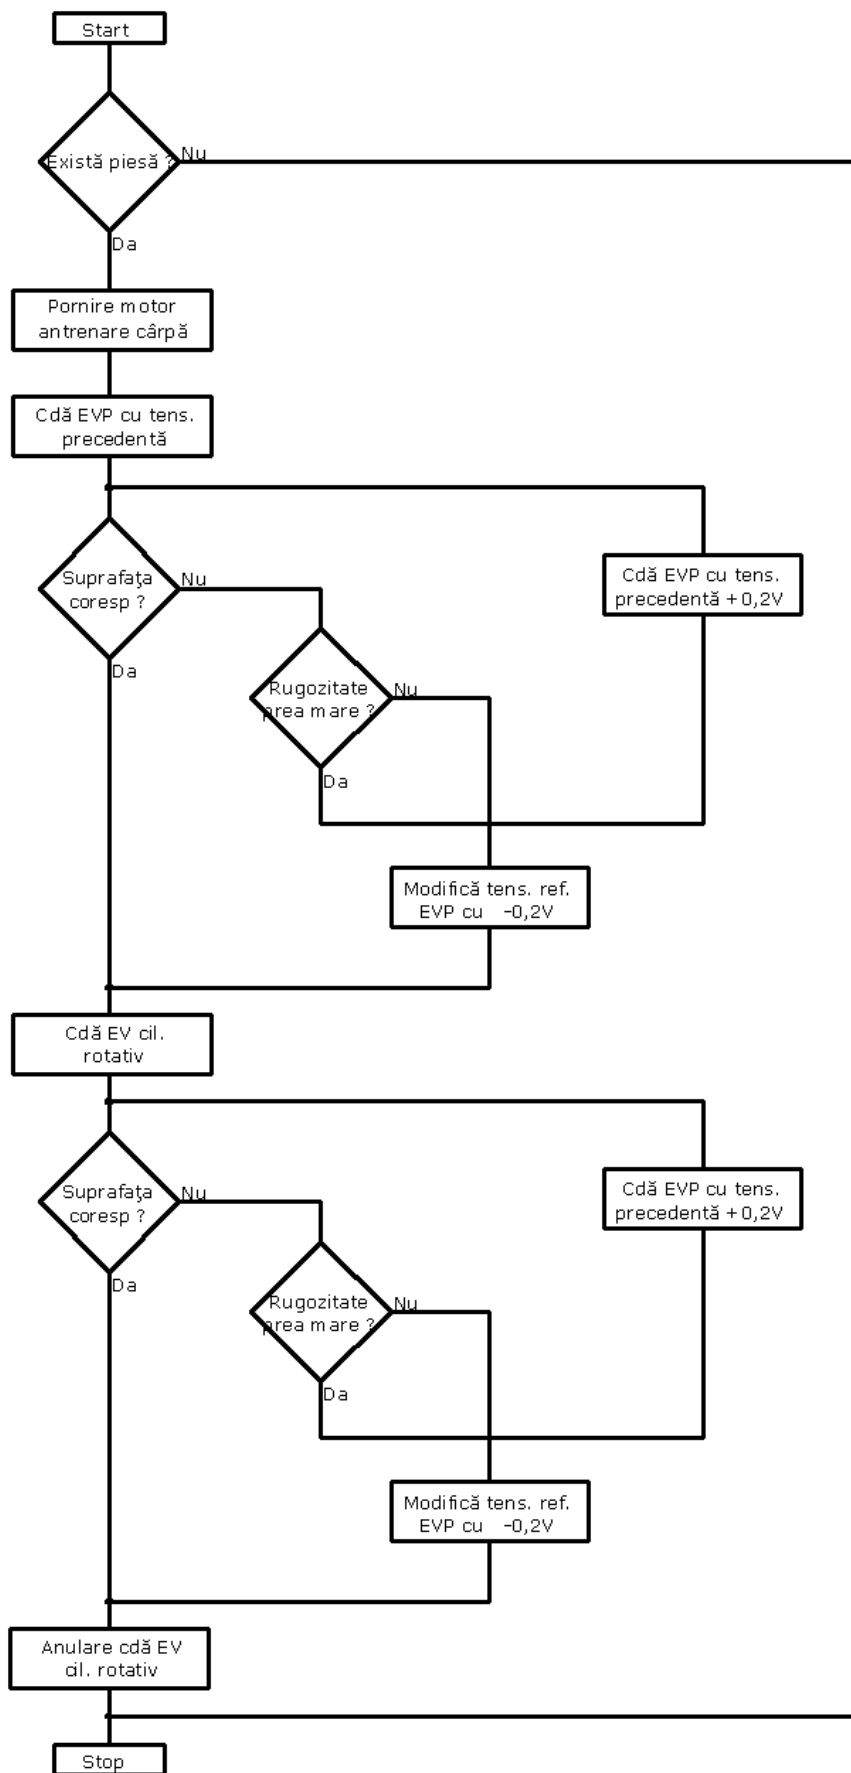 Start
Există piesă ?
Nu
Da
Pornire motor
antrenare cârpă
Cdă EVP cu tens.
precedentă
Suprafaţa
coresp ?
Nu
Da
Cdă EVP cu tens.
precedentă +0,2V
Rugozitate
prea mare ?
Nu
Da
Modifică tens. ref.
EVP cu -0,2V
Cdă EV cil.
rotativ
Suprafaţa
coresp ?
Nu
Da
Cdă EVP cu tens.
precedentă +0,2V
Rugozitate
prea mare ?
Nu
Da
Modifică tens. ref.
EVP cu -0,2V
Anulare cdă EV
cil. rotativ
Stop